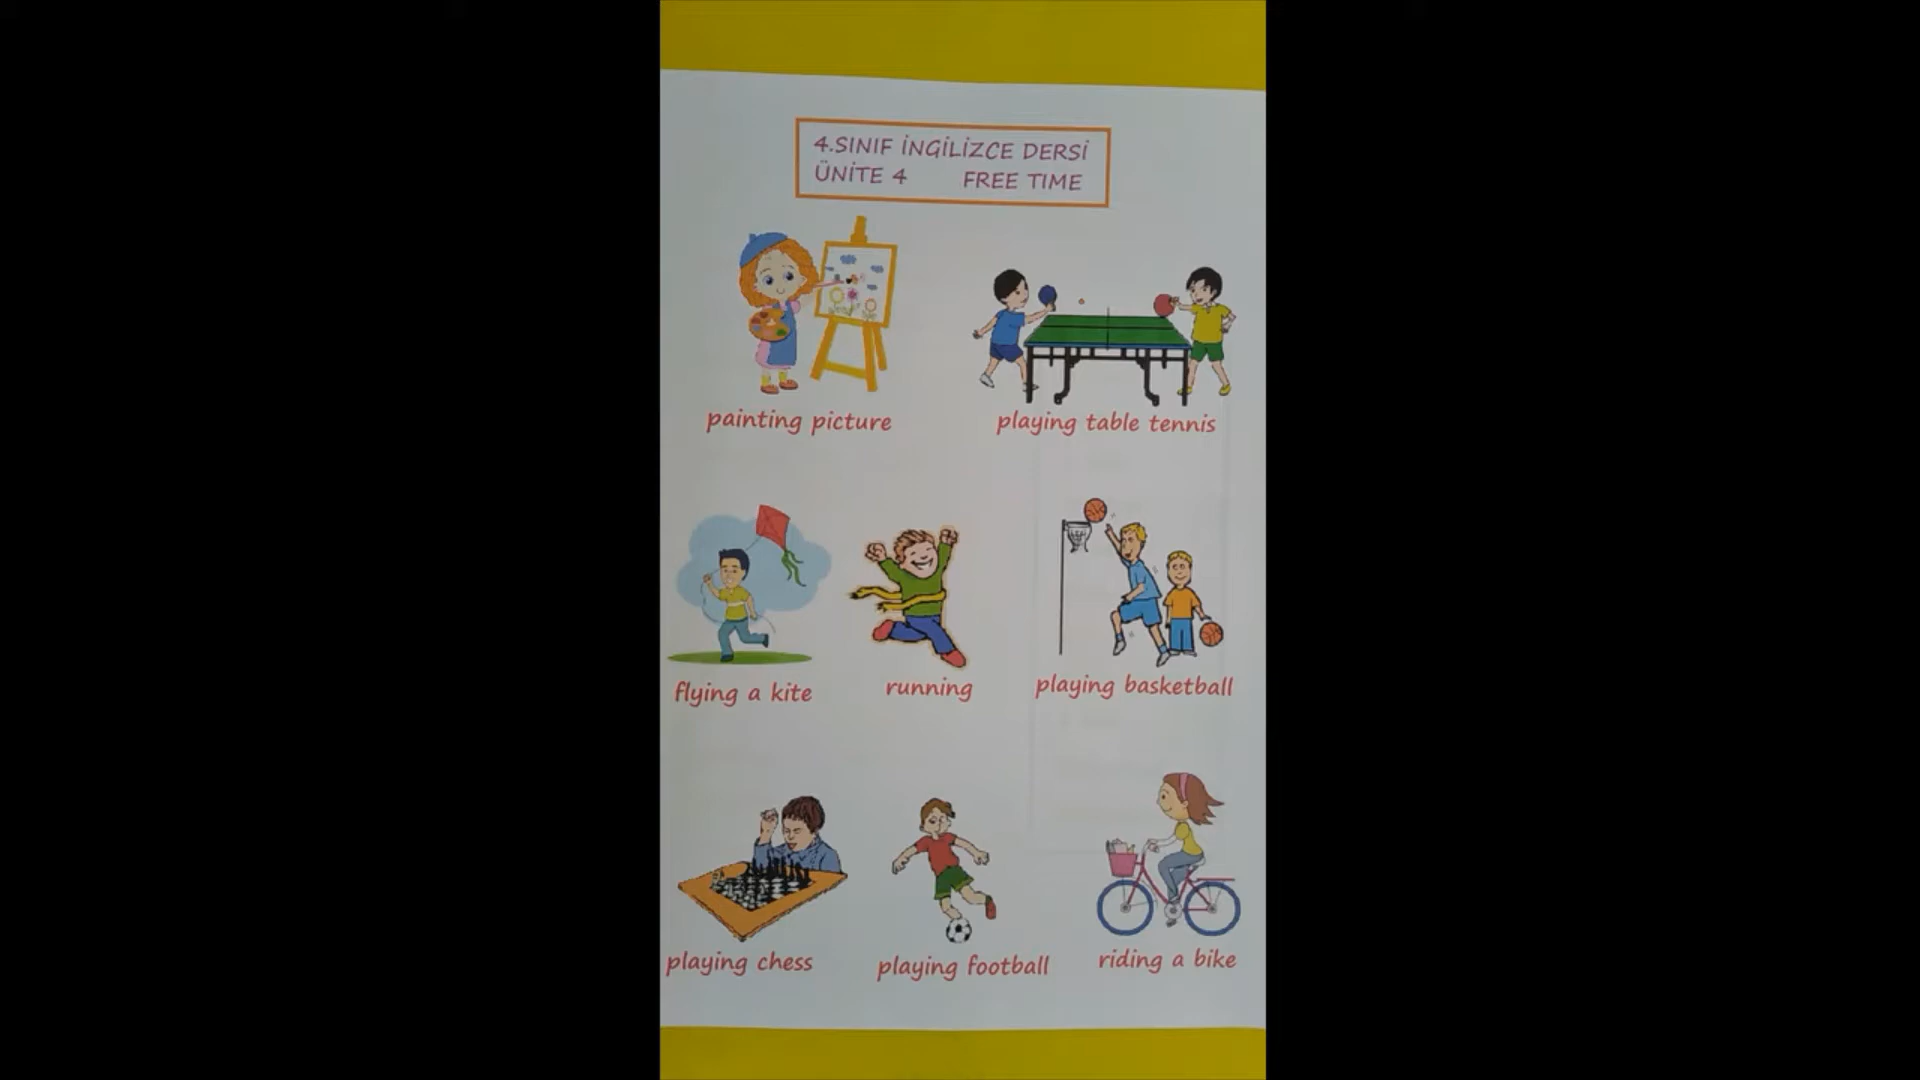 4.SINIF İNGİLİZCE DERSİ
ÜNİTE 4 FREE TIME
painting picture
playing table tennis
flying a kite
running
playing basketball
playing chess
playing football
riding a bike